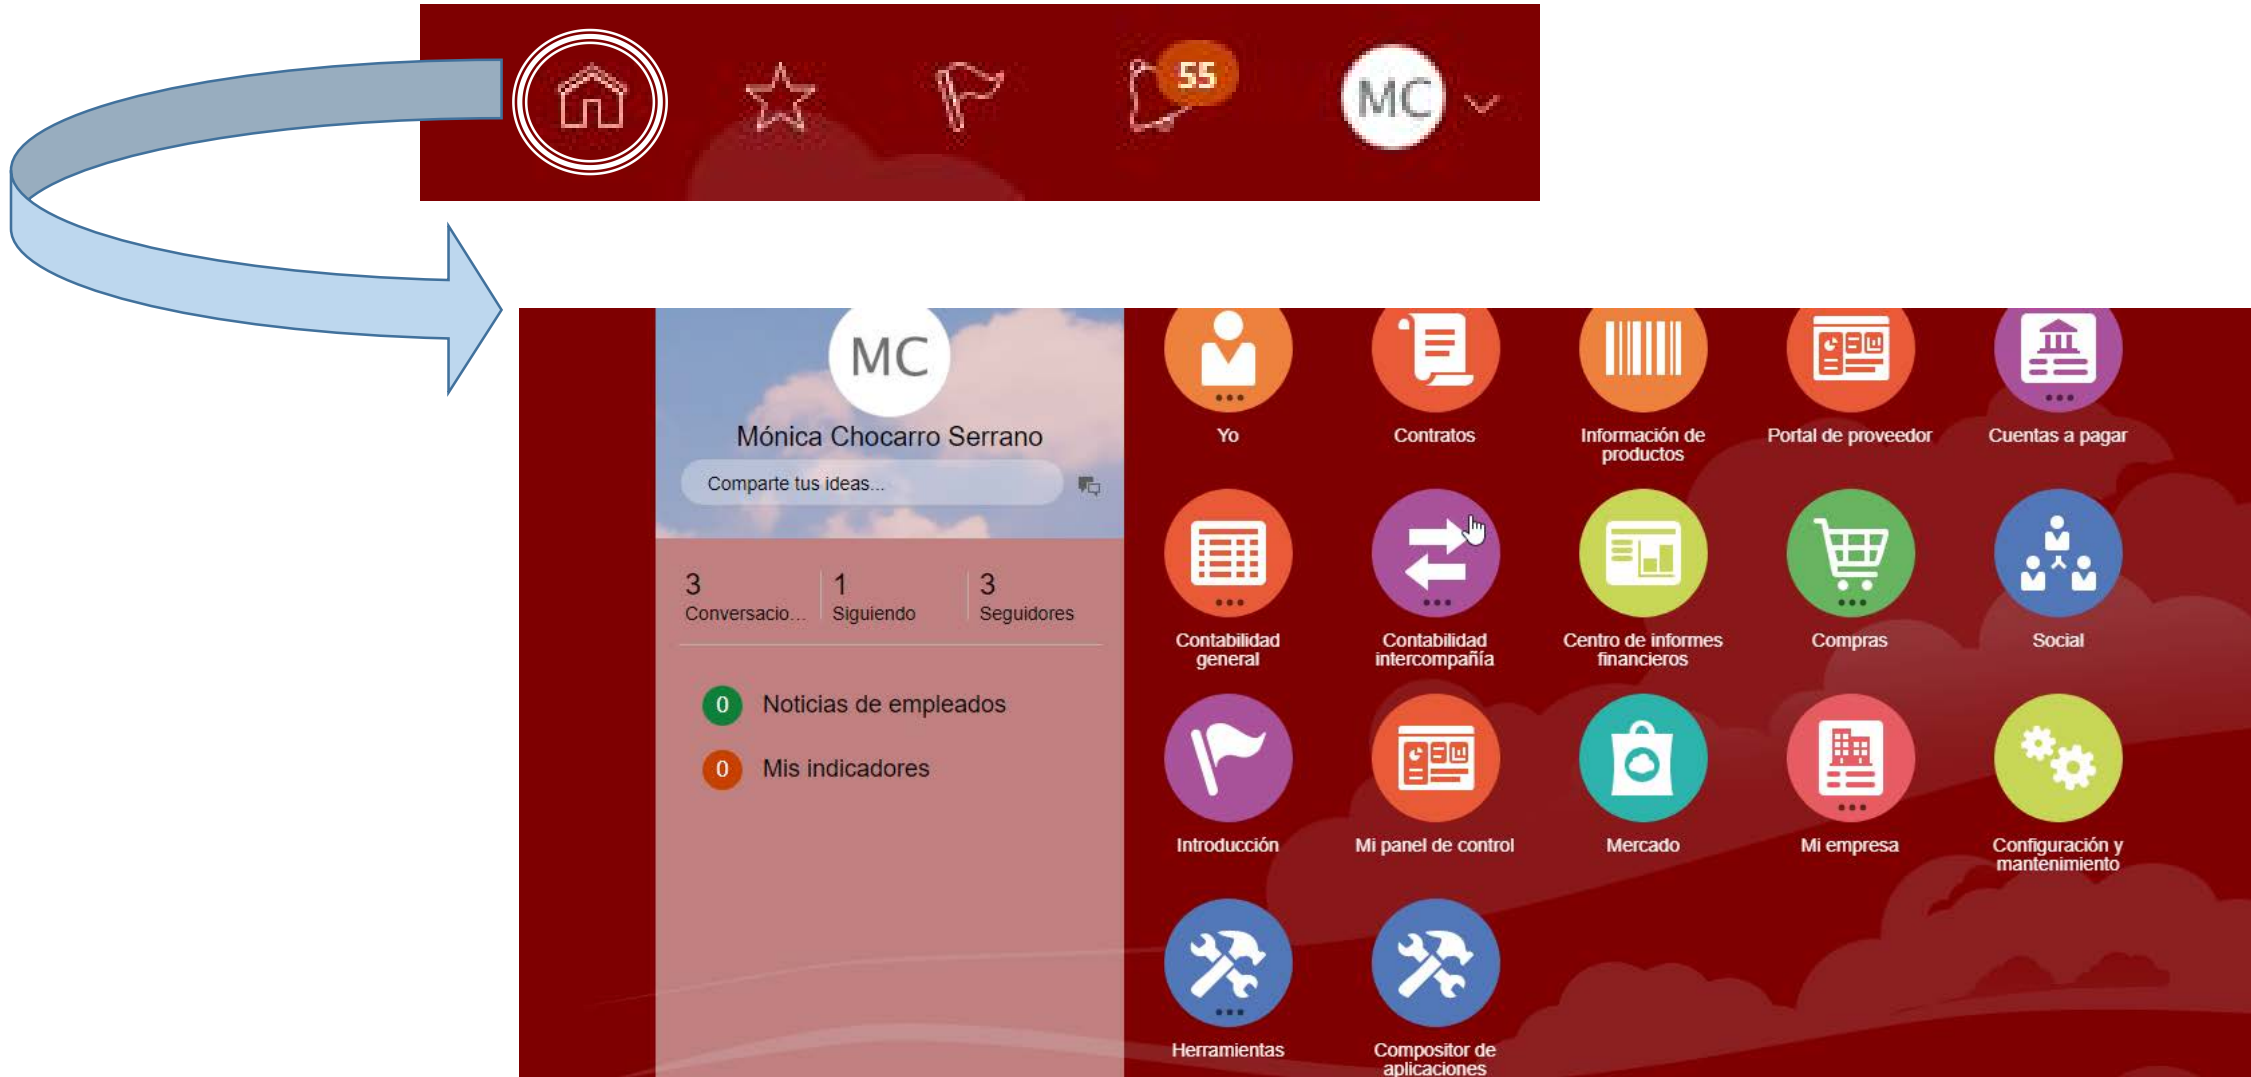 55
MC
MC
Mónica Chocarro Serrano
Comparte tus ideas...
3
Conversacio...
1
Siguiendo
3
Seguidores
0 Noticias de empleados
0 Mis indicadores
Yo
Contratos
Información de
productos
Portal de proveedor
Cuentas a pagar
Contabilidad
general
Contabilidad
intercompañía
Centro de informes
financieros
Compras
Social
Introducción
Mi panel de control
Mercado
Mi empresa
Configuración y
mantenimiento
Herramientas
Compositor de
aplicaciones